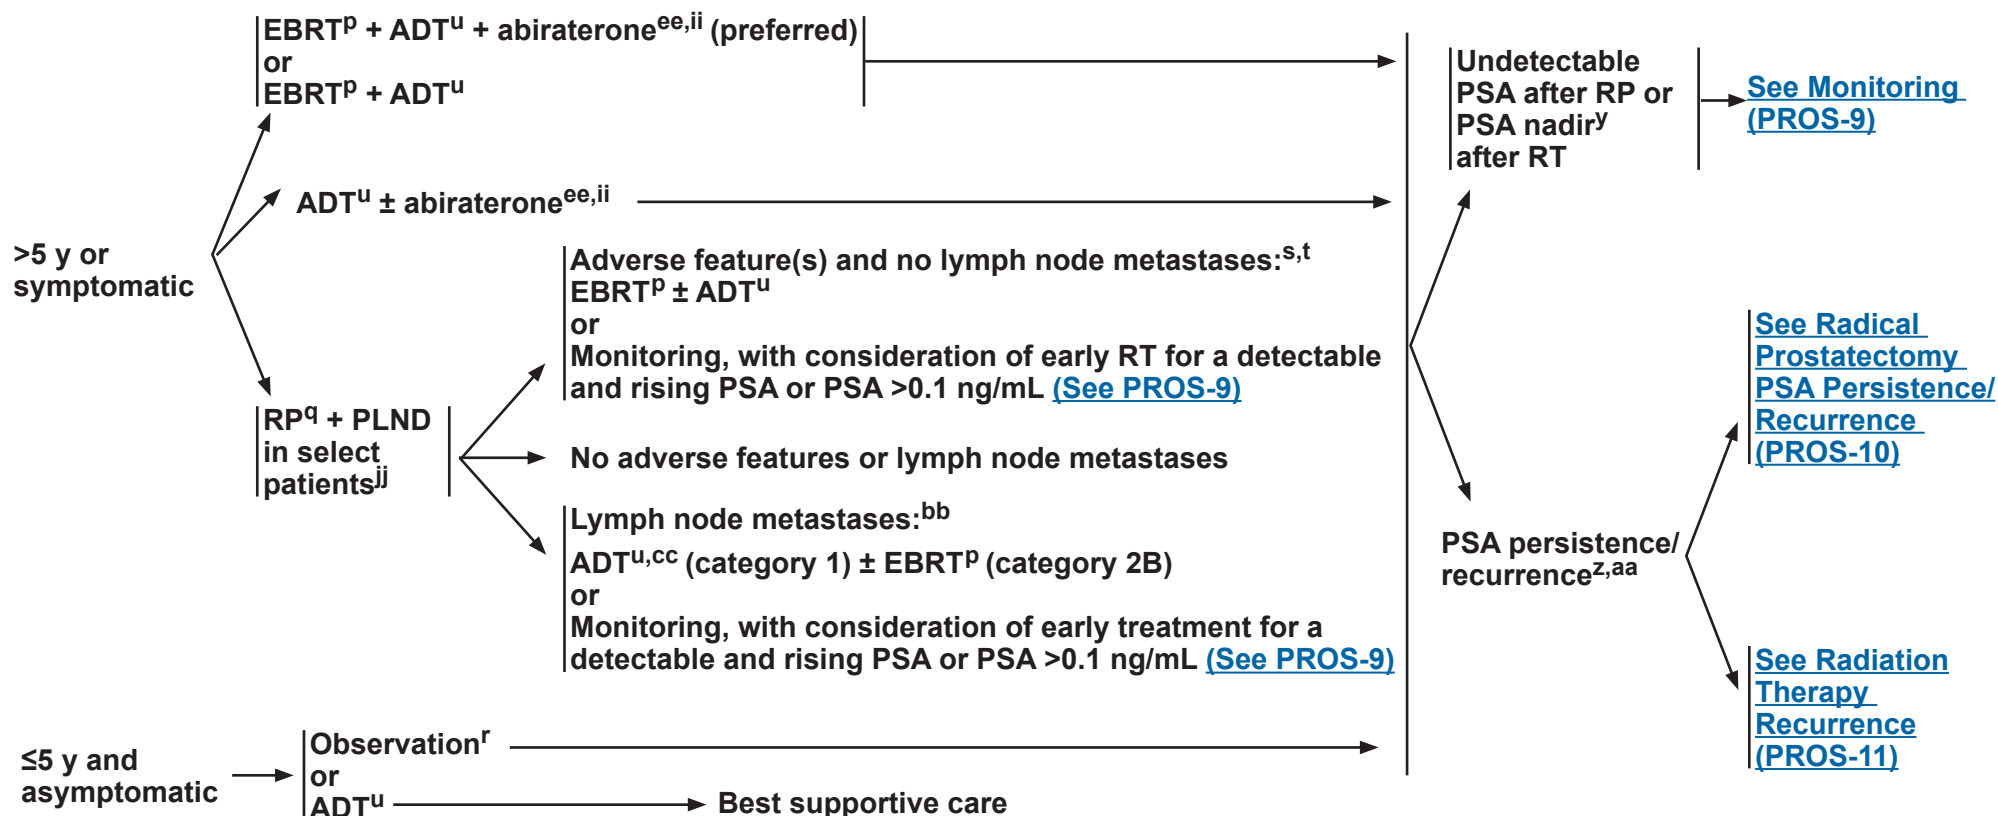 EBRTp + ADTu + abirateroneee,ii (preferred)
or
EBRTp + ADTu
ADTu ± abirateroneee,ii
>5 y or
symptomatic
RPq + PLND
in select
patientsjj
Adverse feature(s) and no lymph node metastases:s,t
EBRTp ± ADTu
or
Monitoring, with consideration of early RT for a detectable
and rising PSA or PSA >0.1 ng/mL (See PROS-9)
No adverse features or lymph node metastases
Lymph node metastases:bb
ADTu,cc (category 1) ± EBRTp (category 2B)
or
Monitoring, with consideration of early treatment for a
detectable and rising PSA or PSA >0.1 ng/mL (See PROS-9)
≤5 y and
asymptomatic
Observationr
or
ADTu
Best supportive care
Undetectable
PSA after RP or
PSA nadiry
after RT
See Monitoring
(PROS-9)
PSA persistence/
recurrencez,aa
See Radical
Prostatectomy
PSA Persistence/
Recurrence
(PROS-10)
See Radiation
Therapy
Recurrence
(PROS-11)